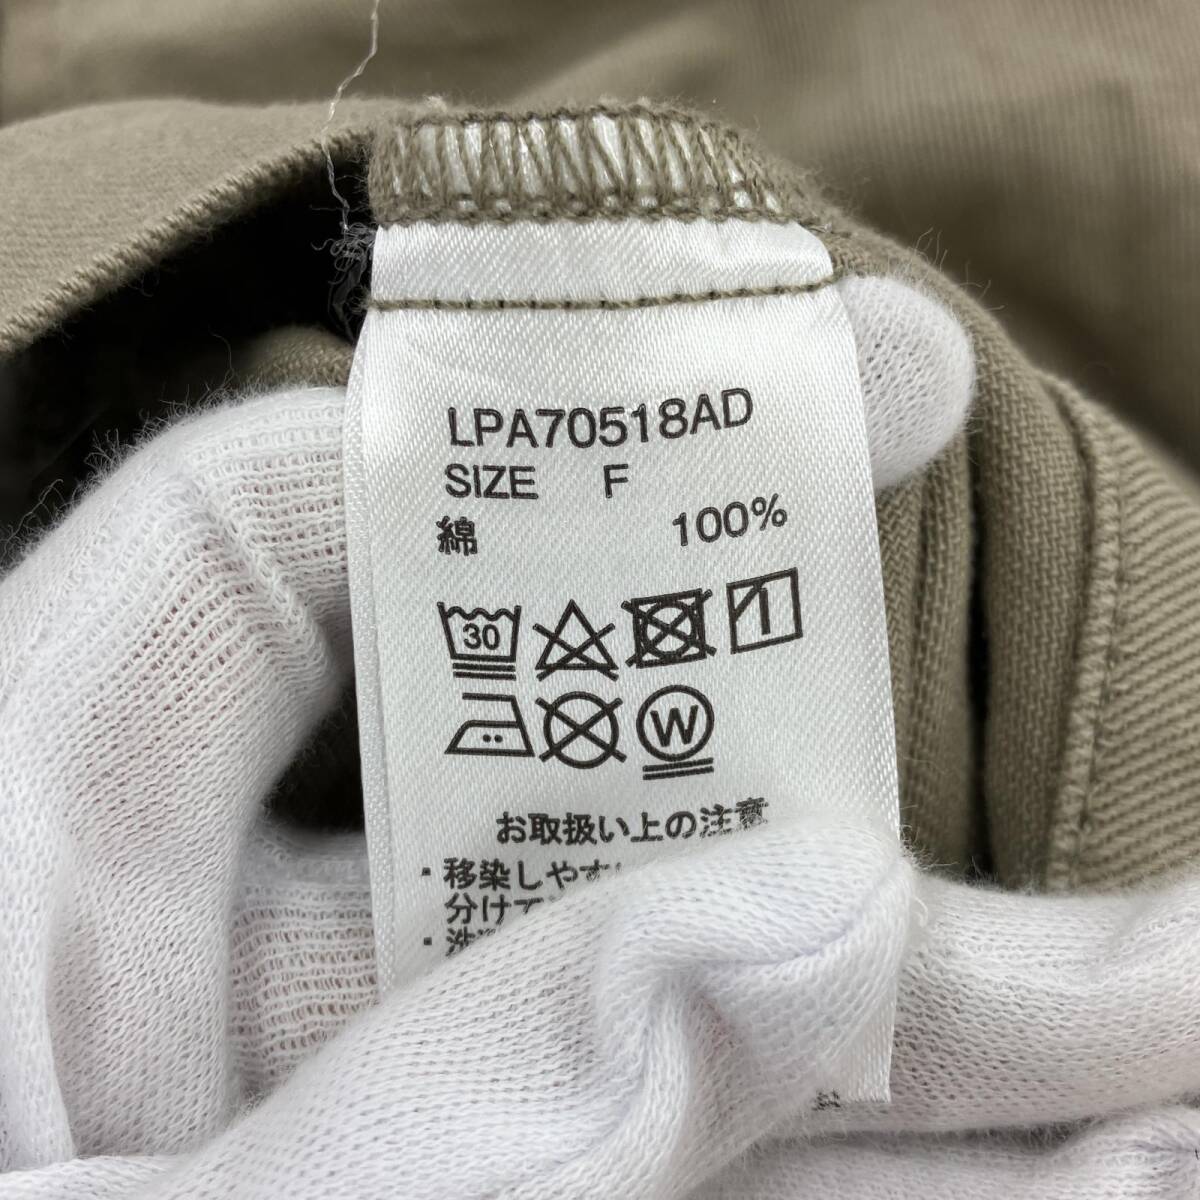 LPA70518AD
SIZE F
綿 100%
30
W
お取扱い上の注意
・移染しやす
分けて
・洗